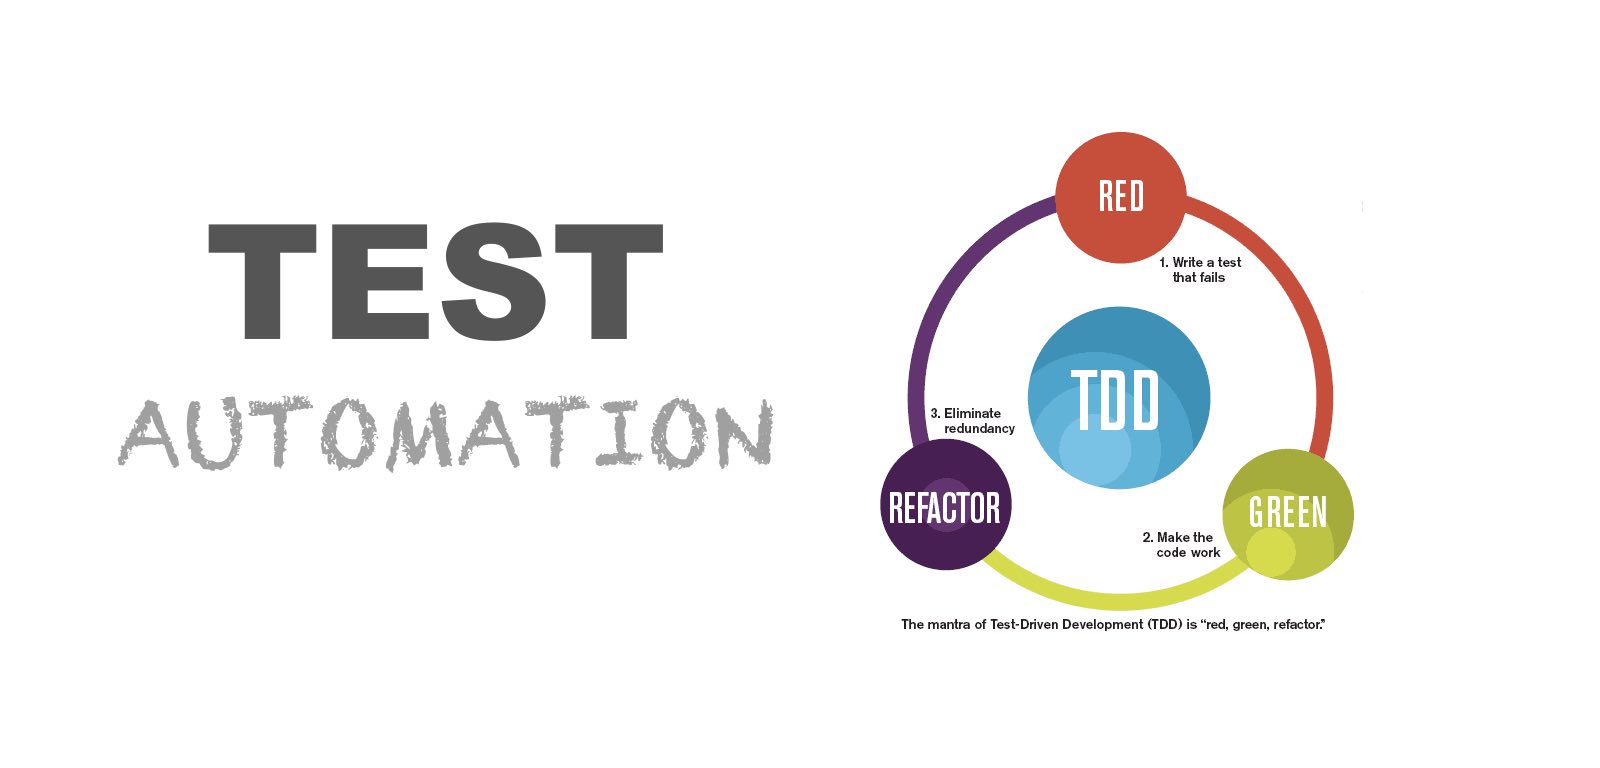 TEST
AUTOMATION
RED
1. Write a test
that fails
TDD
3. Eliminate
redundancy
REFACTOR
GREEN
2. Make the
code work
The mantra of Test-Driven Development (TDD) is “red, green, refactor.”